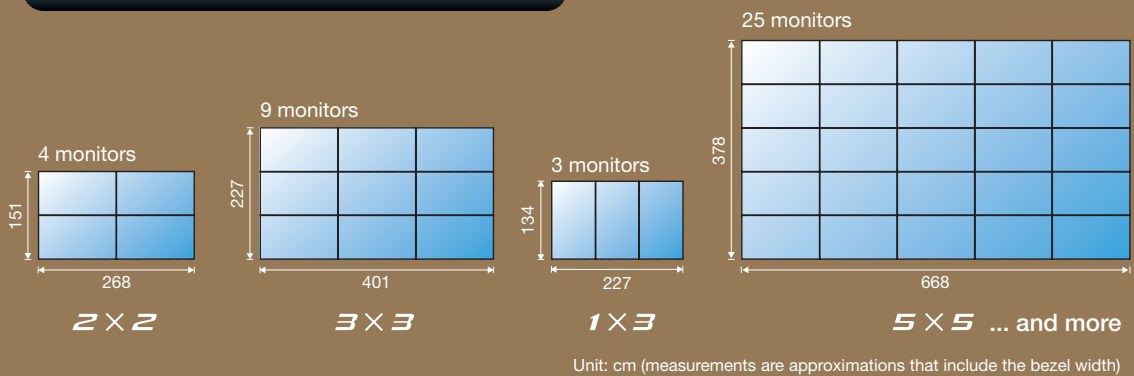 25 monitors
9 monitors
4 monitors
3 monitors
151
227
134
378
268
401
227
668
2×2
3×3
1×3
5×5 ... and more
Unit: cm (measurements are approximations that include the bezel width)